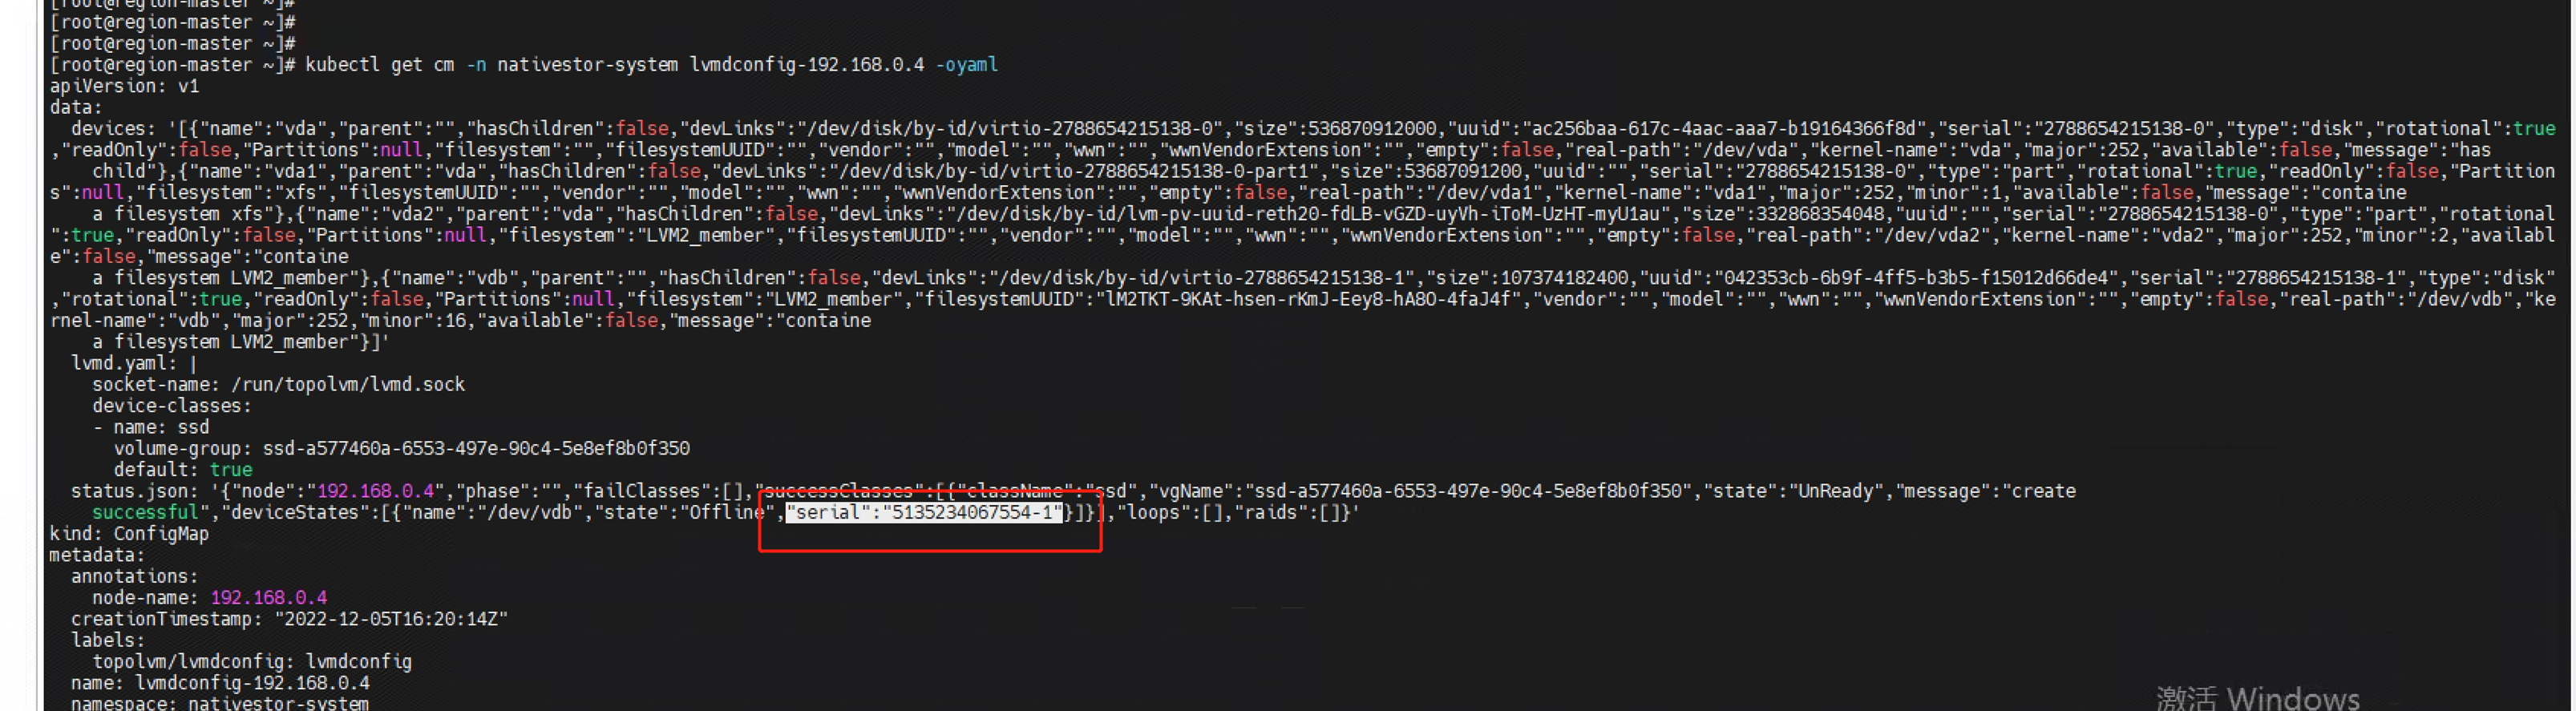 [root@region-master ~]#
[root@region-master ~]#
[root@region-master ~]#
[root@region-master ~]# kubectl get cm -n nativestor-system lvmdconfig-192.168.0.4 -oyaml
apiVersion: v1
data:
  devices: '[{"name":"vda","parent":"","hasChildren":false,"devLinks":"/dev/disk/by-id/virtio-2788654215138-0","size":536870912000,"uuid":"ac256baa-617c-4aac-aaa7-b19164366f8d","serial":"2788654215138-0","type":"disk","rotational":true
,"readOnly":false,"Partitions":null,"filesystem":"","filesystemUUID":"","vendor":"","model":"","wwn":"","wwnVendorExtension":"","empty":false,"real-path":"/dev/vda","kernel-name":"vda","major":252,"available":false,"message":"has
    child"},{"name":"vda1","parent":"vda","hasChildren":false,"devLinks":"/dev/disk/by-id/virtio-2788654215138-0-part1","size":53687091200,"uuid":"","serial":"2788654215138-0","type":"part","rotational":true,"readOnly":false,"Partition
s":null,"filesystem":"xfs","filesystemUUID":"","vendor":"","model":"","wwn":"","wwnVendorExtension":"","empty":false,"real-path":"/dev/vda1","kernel-name":"vda1","major":252,"minor":1,"available":false,"message":"containe
    a filesystem xfs"},{"name":"vda2","parent":"vda","hasChildren":false,"devLinks":"/dev/disk/by-id/lvm-pv-uuid-reth20-fdLB-vGZD-uyVh-iToM-UzHT-myU1au","size":332868354048,"uuid":"","serial":"2788654215138-0","type":"part","rotational
":true,"readOnly":false,"Partitions":null,"filesystem":"LVM2_member","filesystemUUID":"","vendor":"","model":"","wwn":"","wwnVendorExtension":"","empty":false,"real-path":"/dev/vda2","kernel-name":"vda2","major":252,"minor":2,"availabl
e":false,"message":"containe
    a filesystem LVM2_member"},{"name":"vdb","parent":"","hasChildren":false,"devLinks":"/dev/disk/by-id/virtio-2788654215138-1","size":107374182400,"uuid":"042353cb-6b9f-4ff5-b3b5-f15012d66de4","serial":"2788654215138-1","type":"disk"
,"rotational":true,"readOnly":false,"Partitions":null,"filesystem":"LVM2_member","filesystemUUID":"lM2TKT-9KAt-hsen-rKmJ-Eey8-hA8O-4faJ4f","vendor":"","model":"","wwn":"","wwnVendorExtension":"","empty":false,"real-path":"/dev/vdb","ke
rnel-name":"vdb","major":252,"minor":16,"available":false,"message":"containe
    a filesystem LVM2_member"}]'
  lvmd.yaml: |
    socket-name: /run/topolvm/lvmd.sock
    device-classes:
    - name: ssd
      volume-group: ssd-a577460a-6553-497e-90c4-5e8ef8b0f350
      default: true
  status.json: '{"node":"192.168.0.4","phase":"","failClasses":[],"successClasses":[{"className":"ssd","vgName":"ssd-a577460a-6553-497e-90c4-5e8ef8b0f350","state":"UnReady","message":"create
    successful","deviceStates":[{"name":"/dev/vdb","state":"Offline","serial":"5135234067554-1"}]}],"loops":[],"raids":[]}'
kind: ConfigMap
metadata:
  annotations:
    node-name: 192.168.0.4
  creationTimestamp: "2022-12-05T16:20:14Z"
  labels:
    topolvm/lvmdconfig: lvmdconfig
  name: lvmdconfig-192.168.0.4
  namespace: nativestor-system
激活 Windows